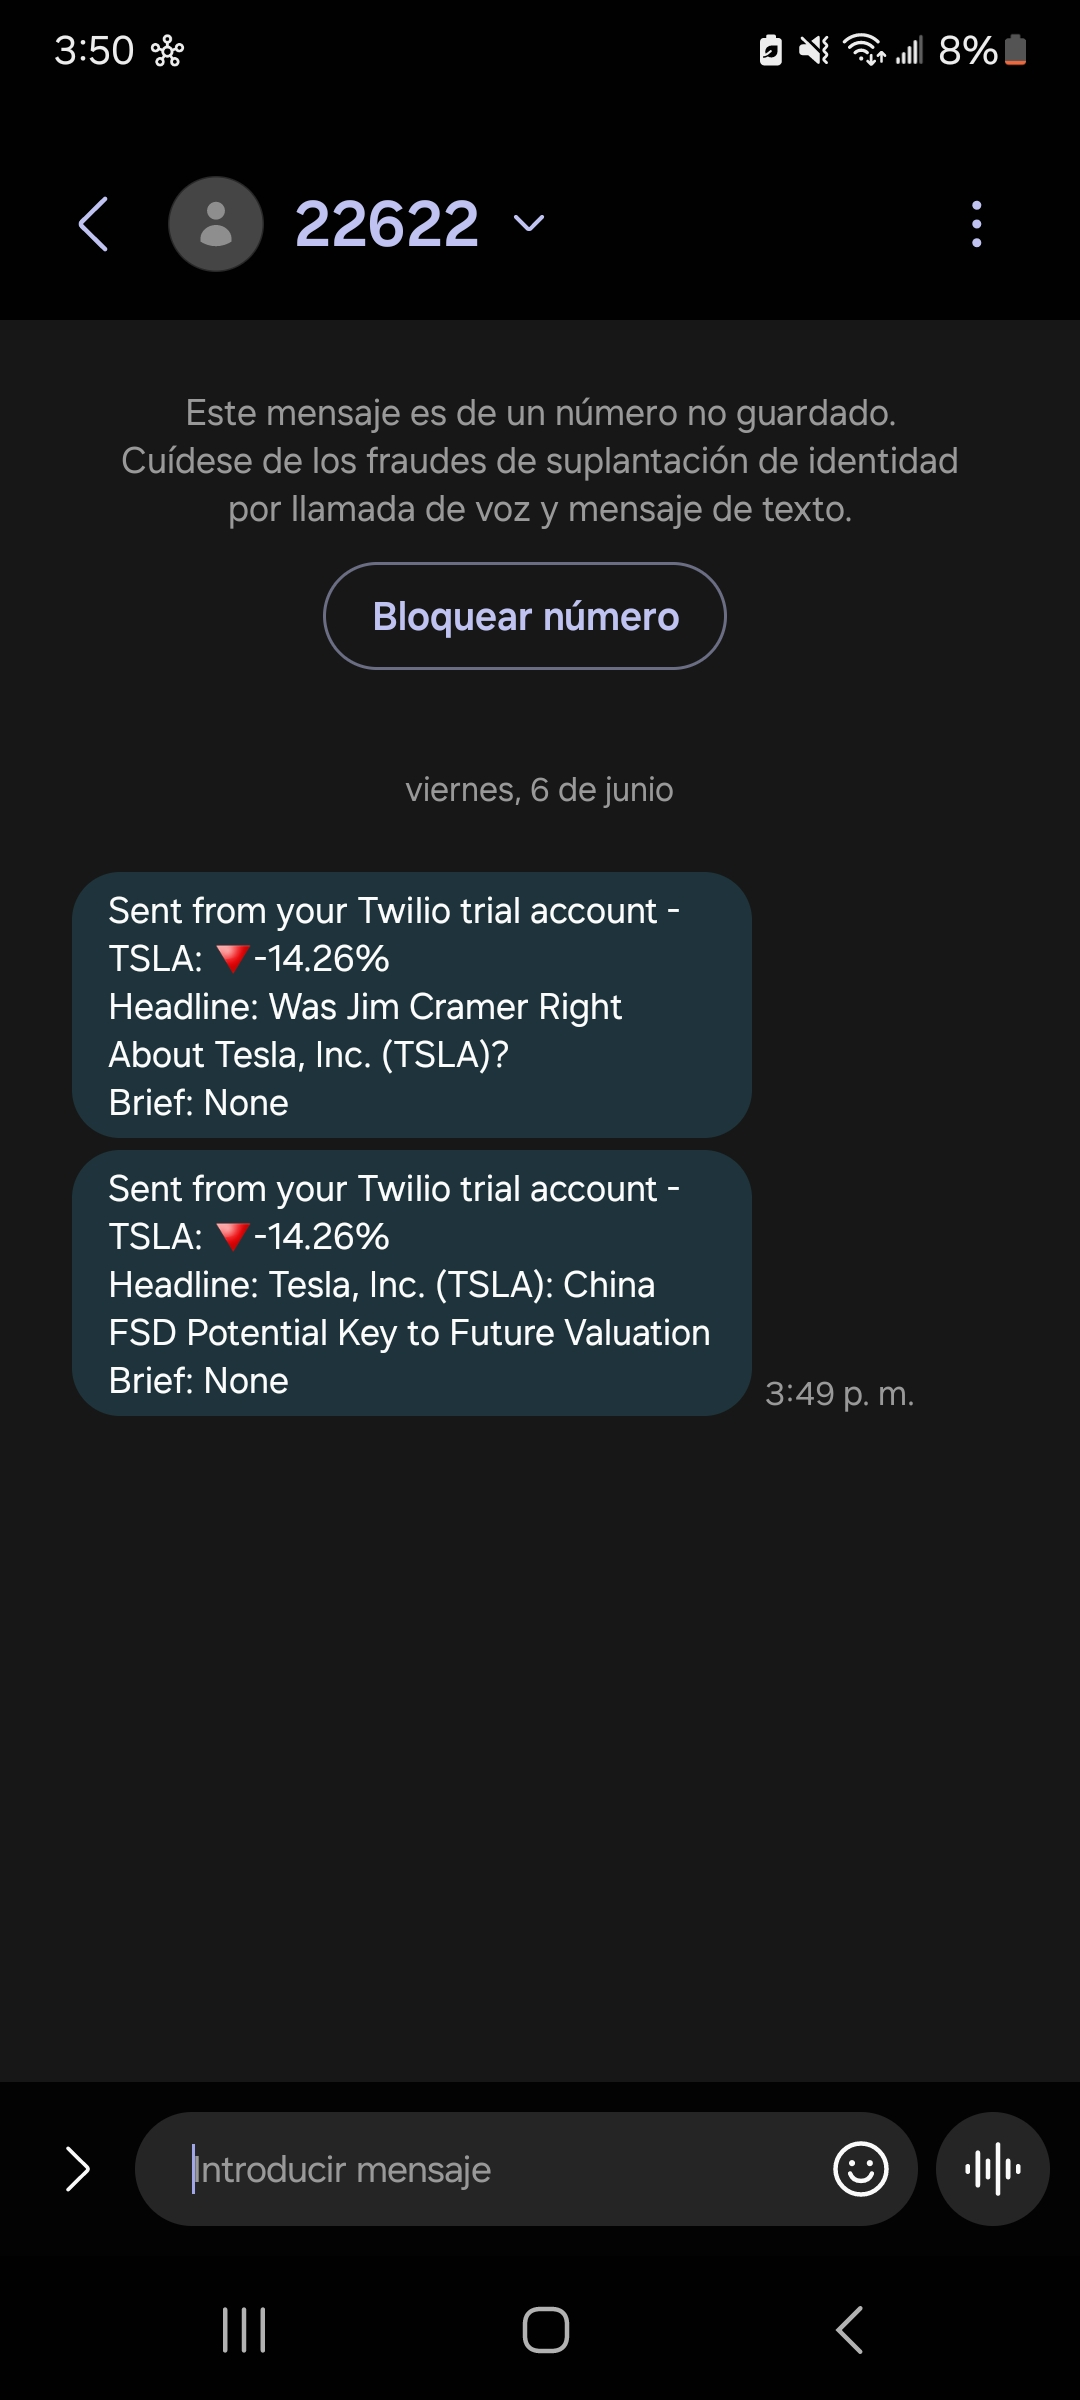 3:50 8%
22622
Este mensaje es de un número no guardado.
Cuídese de los fraudes de suplantación de identidad
por llamada de voz y mensaje de texto.
Bloquear número
viernes, 6 de junio
Sent from your Twilio trial account -
TSLA: 🔻-14.26%
Headline: Was Jim Cramer Right
About Tesla, Inc. (TSLA)?
Brief: None
Sent from your Twilio trial account -
TSLA: 🔻-14.26%
Headline: Tesla, Inc. (TSLA): China
FSD Potential Key to Future Valuation
Brief: None
3:49 p. m.
Introducir mensaje